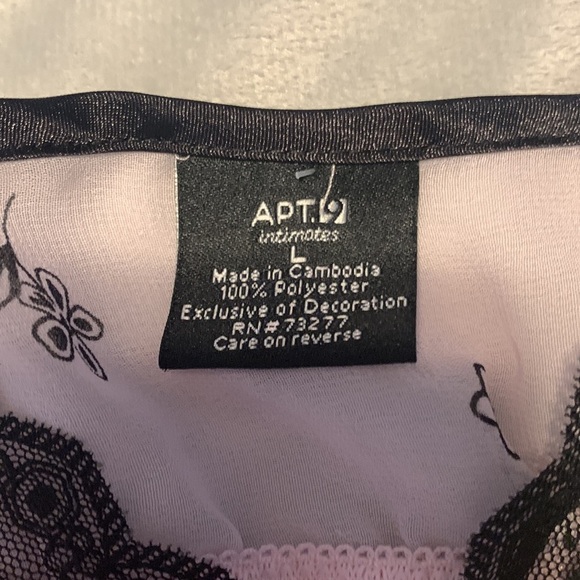 APT.9
intimates
L
Made in Cambodia
100% Polyester
Exclusive of Decoration
RN# 73277
Care on reverse